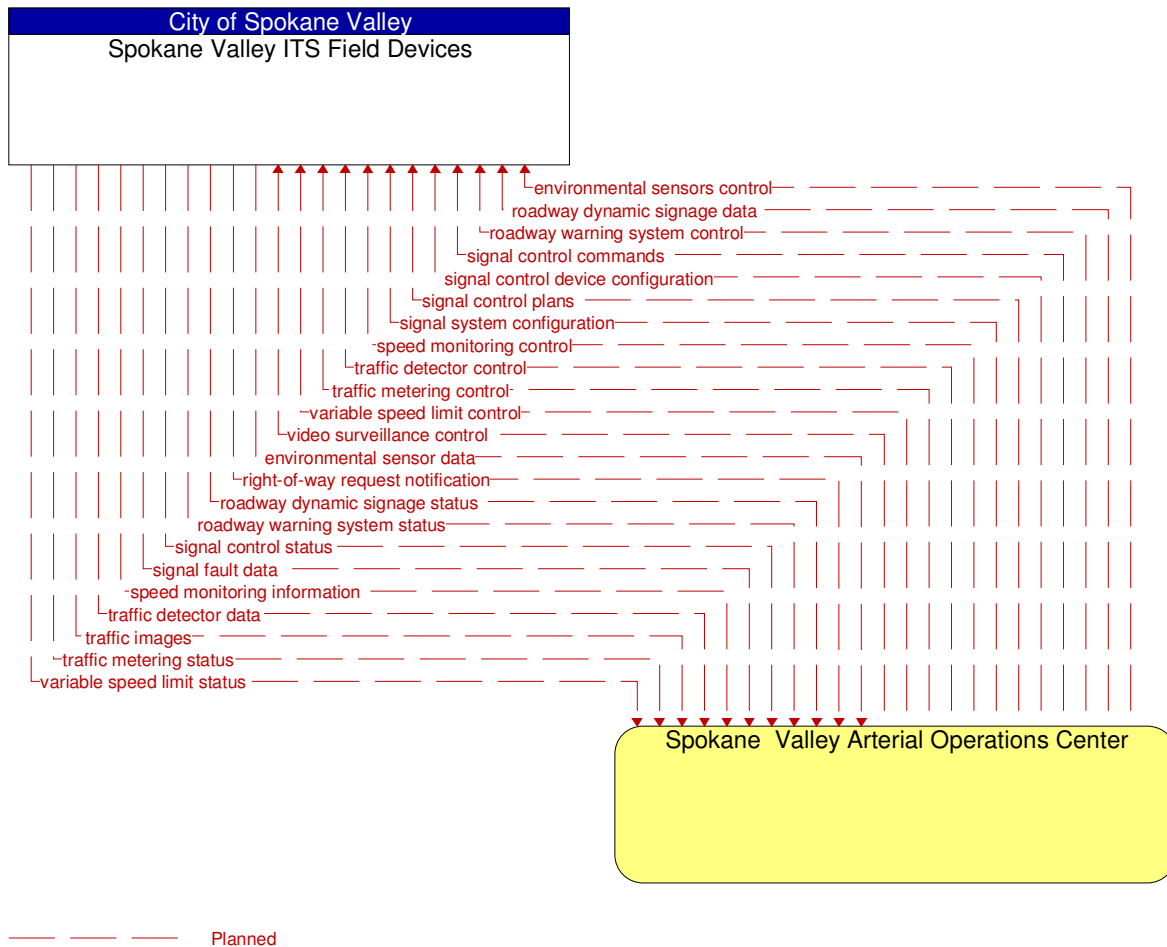 City of Spokane Valley
Spokane Valley ITS Field Devices
environmental sensors control
roadway dynamic signage data
roadway warning system control
signal control commands
signal control device configuration
signal control plans
signal system configuration
speed monitoring control
traffic detector control
traffic metering control
variable speed limit control
video surveillance control
environmental sensor data
right-of-way request notification
roadway dynamic signage status
roadway warning system status
signal control status
signal fault data
speed monitoring information
traffic detector data
traffic images
traffic metering status
variable speed limit status
Spokane Valley Arterial Operations Center
Planned